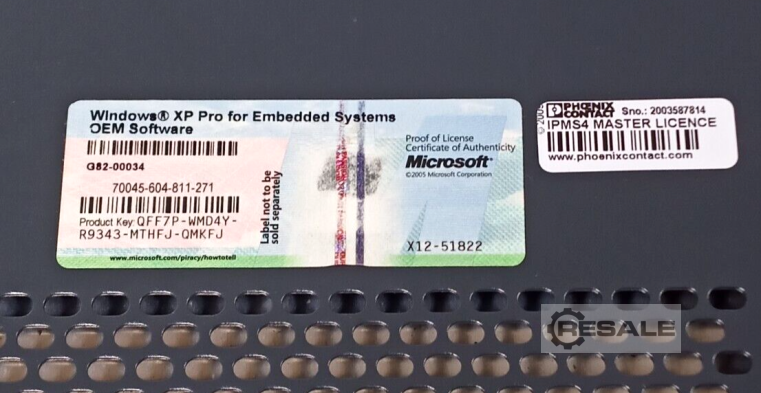 Windows® XP Pro for Embedded Systems
OEM Software
G82-00034
70045-604-811-271
Product Key: QFF7P-WMD4Y-
R9343-MTHFJ-QMKFJ
www.microsoft.com/piracy/howtotell
Label not to be
sold separately
Proof of License
Certificate of Authenticity
Microsoft®
©2005 Microsoft Corporation
X12-51822
PHŒNIX
CONTACT
Sno.: 2003587814
IPMS4 MASTER LICENCE
www.phoenixcontact.com
RESALE